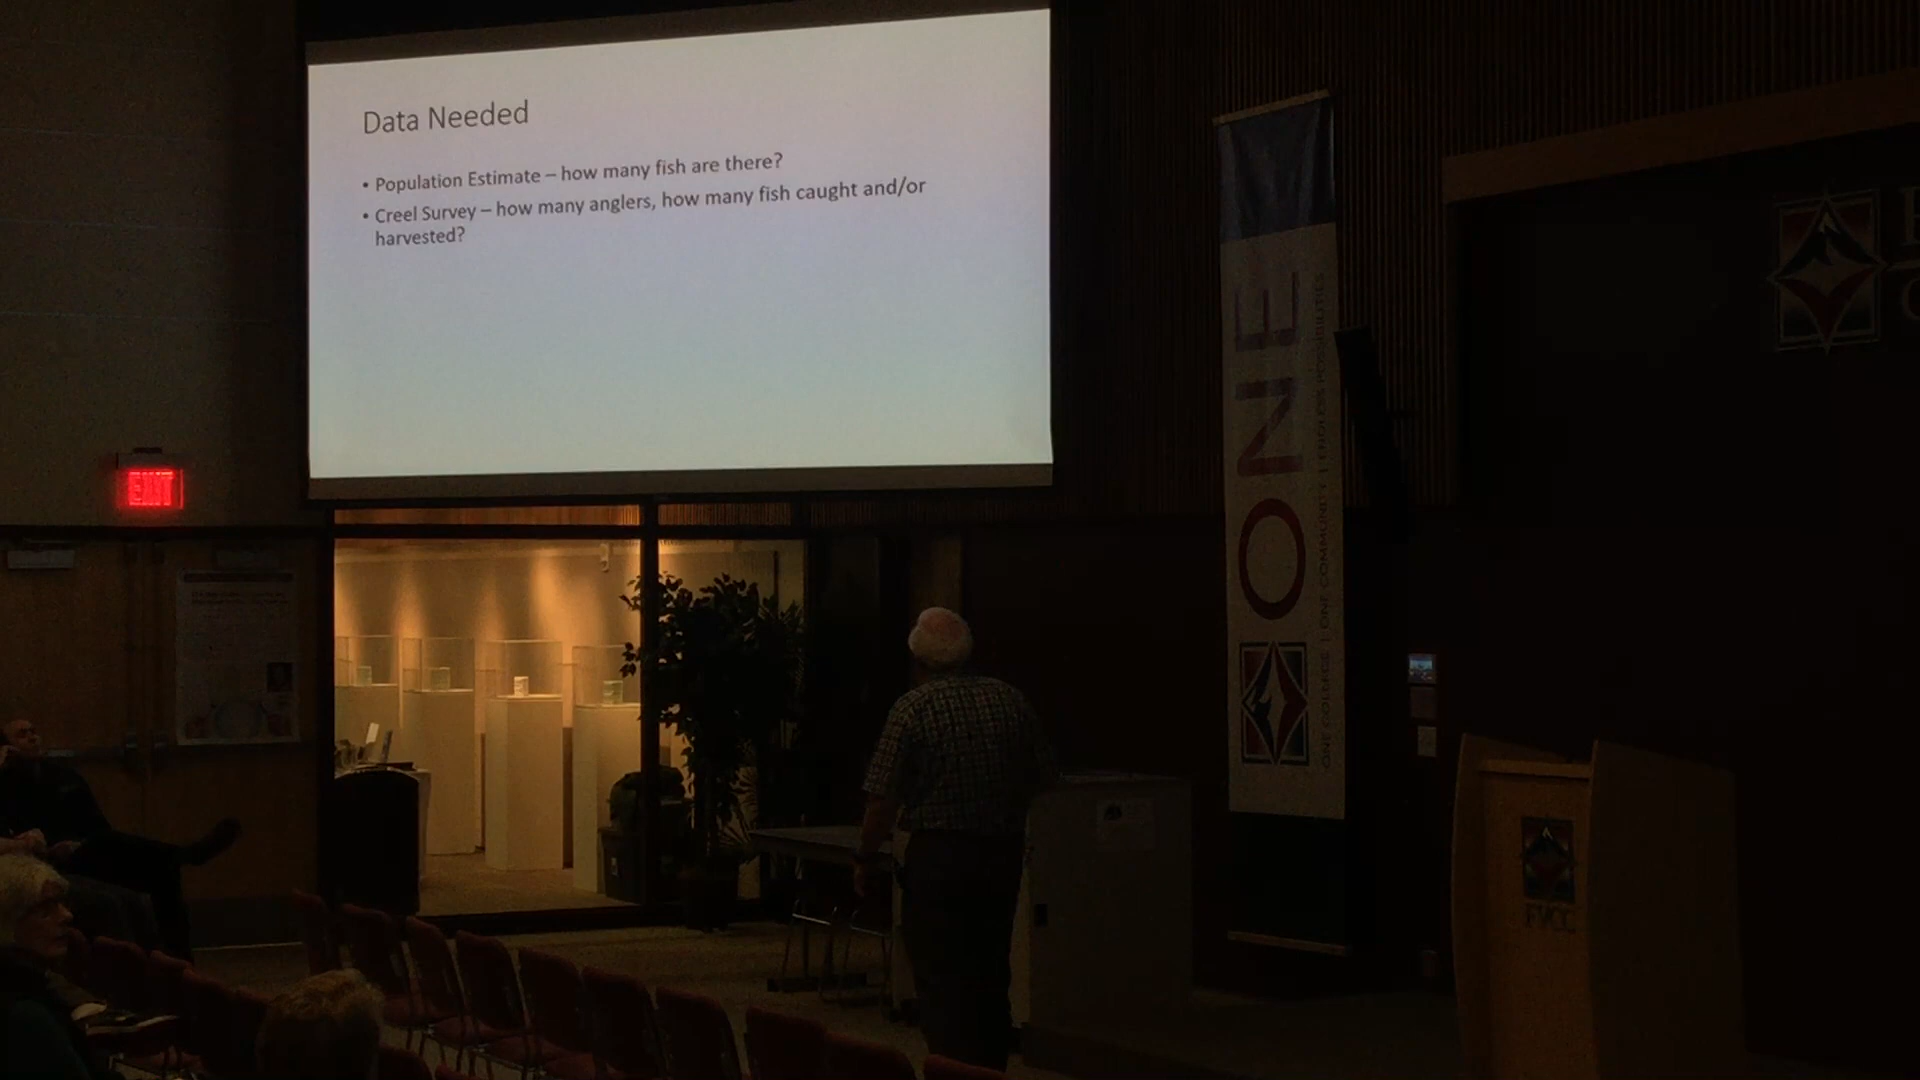 Data Needed
• Population Estimate – how many fish are there?
• Creel Survey – how many anglers, how many fish caught and/or
harvested?
EXIT
ONE
ONE COLLEGE | ONE COMMUNITY | ENDLESS POSSIBILITIES
FVCC